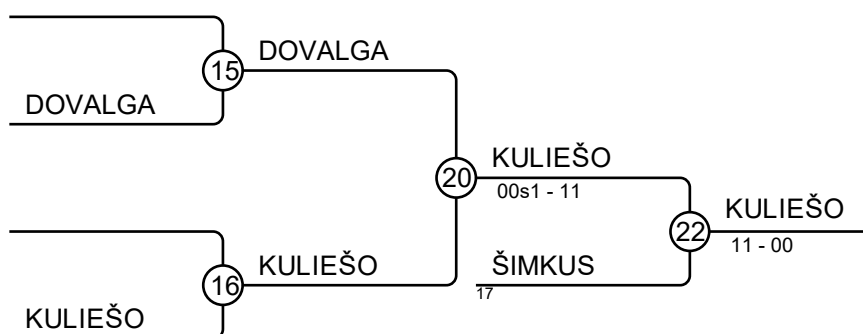 DOVALGA
15
DOVALGA
KULIEŠO
20
00s1 - 11
KULIEŠO
22
11 - 00
KULIEŠO
16
ŠIMKUS
17
KULIEŠO